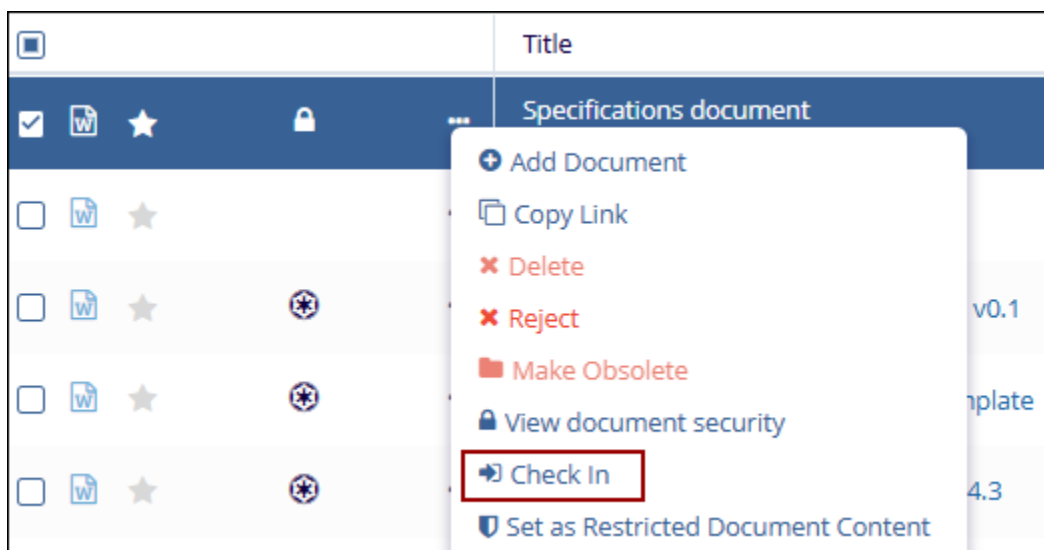 Title
Specifications document
Add Document
Copy Link
Delete
Reject
v0.1
Make Obsolete
View document security
Check In
4.3
Set as Restricted Document Content